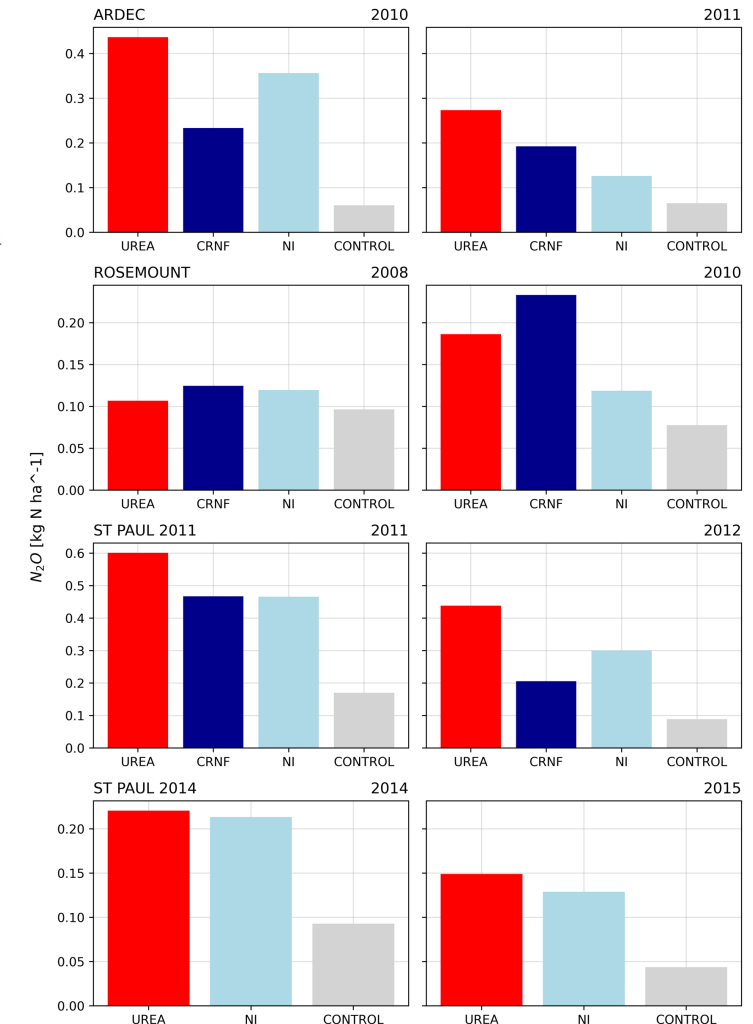 ARDEC 2010 2011
0.4
0.3
0.2
0.1
0.0
UREA CRNF NI CONTROL UREA CRNF NI CONTROL
ROSEMOUNT 2008 2010
0.20
0.15
0.10
0.05
0.00
UREA CRNF NI CONTROL UREA CRNF NI CONTROL
N₂O [kg N ha^-1]
ST PAUL 2011 2011 2012
0.6
0.5
0.4
0.3
0.2
0.1
0.0
UREA CRNF NI CONTROL UREA CRNF NI CONTROL
ST PAUL 2014 2014 2015
0.20
0.15
0.10
0.05
0.00
UREA NI CONTROL UREA NI CONTROL